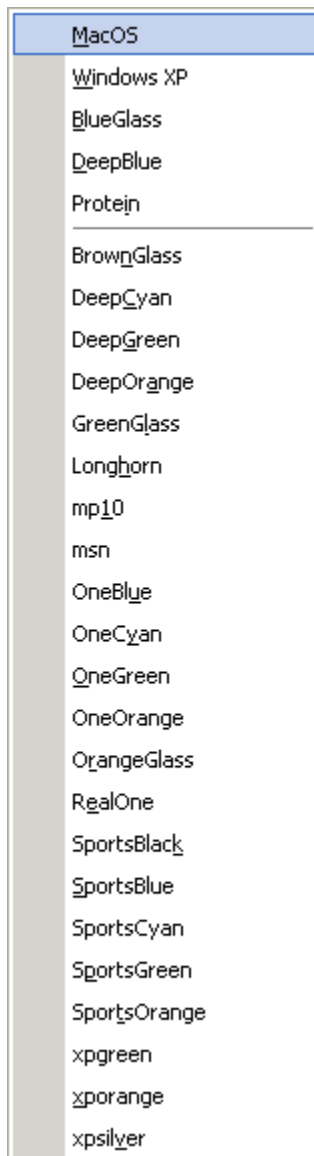 MacOS
Windows XP
BlueGlass
DeepBlue
Protein
BrownGlass
DeepCyan
DeepGreen
DeepOrange
GreenGlass
Longhorn
mp10
msn
OneBlue
OneCyan
OneGreen
OneOrange
OrangeGlass
RealOne
SportsBlack
SportsBlue
SportsCyan
SportsGreen
SportsOrange
xpgreen
xporange
xpsilver